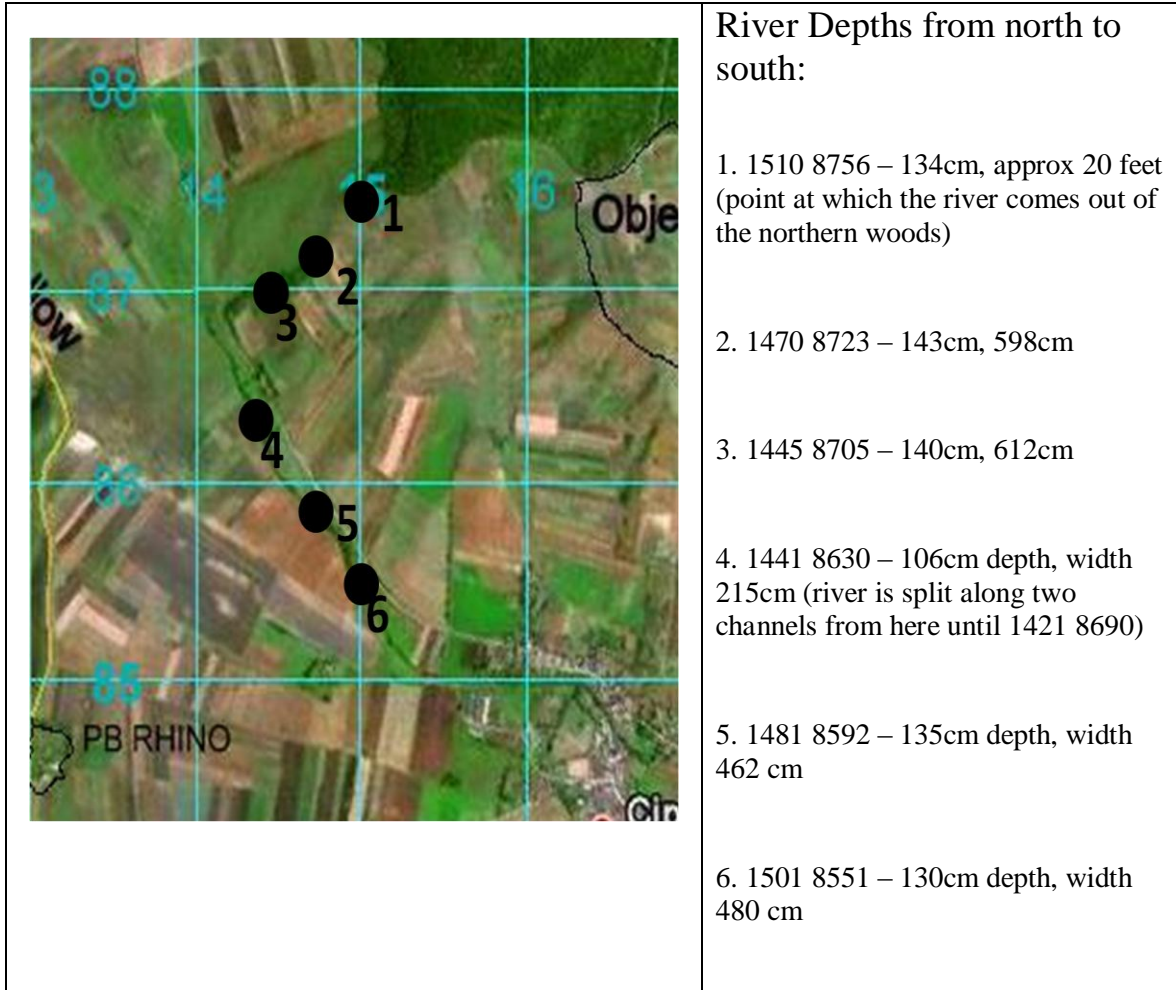 88
3
14
15
16
1
Obje
2
87
3
low
4
86
5
6
85
PB RHINO
Cip
River Depths from north to
south:
1. 1510 8756 – 134cm, approx 20 feet
(point at which the river comes out of
the northern woods)
2. 1470 8723 – 143cm, 598cm
3. 1445 8705 – 140cm, 612cm
4. 1441 8630 – 106cm depth, width
215cm (river is split along two
channels from here until 1421 8690)
5. 1481 8592 – 135cm depth, width
462 cm
6. 1501 8551 – 130cm depth, width
480 cm